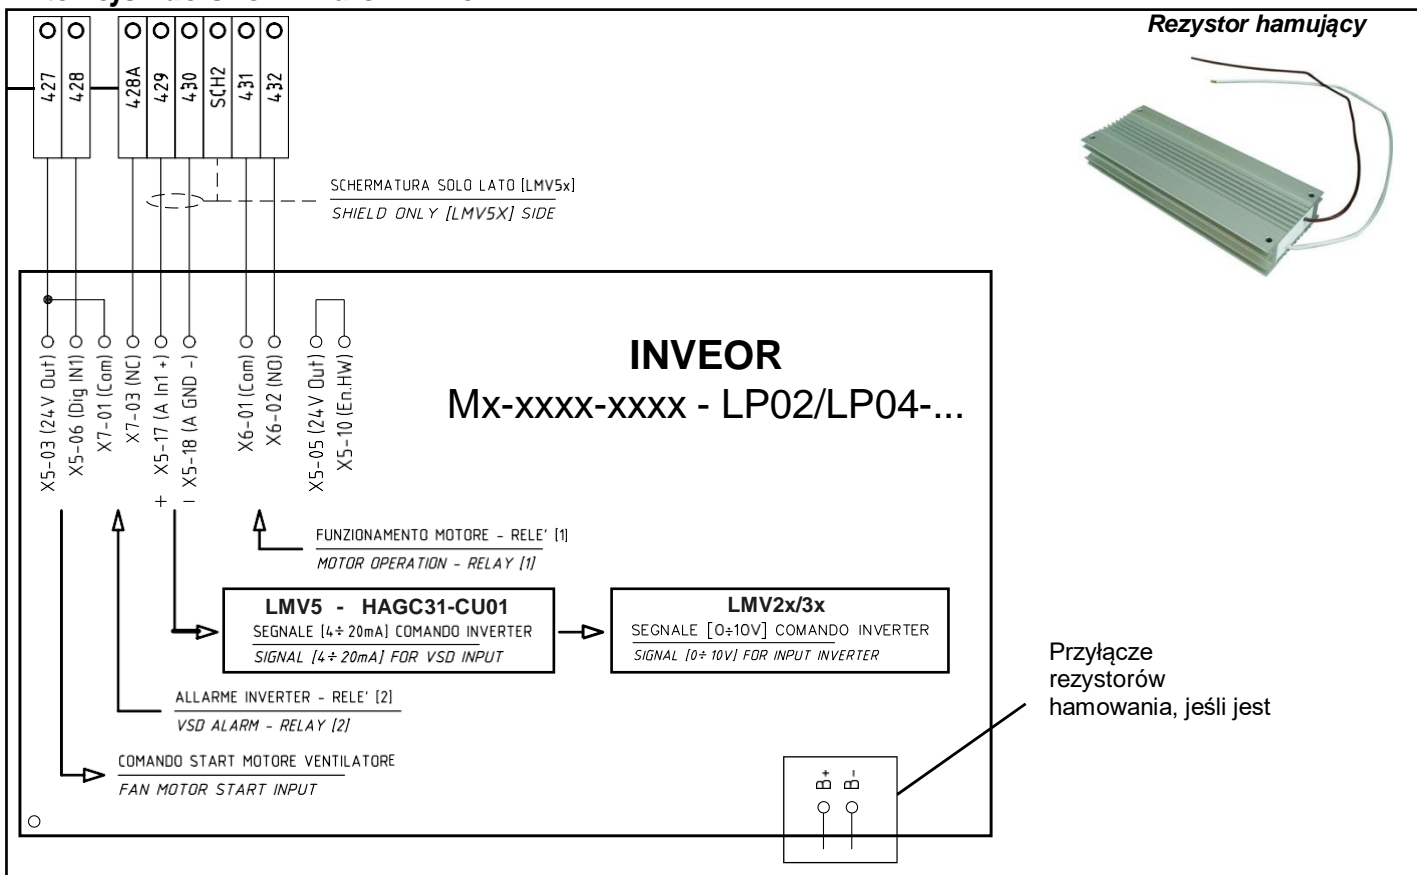 Rezystor hamujący
427
428
428A
429
430
SCH2
431
432
SCHERMATURA SOLO LATO [LMV5x]
SHIELD ONLY [LMV5X] SIDE
X5-03 (24V Out)
X5-06 (Dig IN1)
X7-01 (Com)
X7-03 (NC)
+ X5-17 (A In1 +)
- X5-18 (A GND -)
X6-01 (Com)
X6-02 (NO)
X5-05 (24V Out)
X5-10 (En.HW)
INVEOR
Mx-xxxx-xxxx - LP02/LP04-...
FUNZIONAMENTO MOTORE - RELE' [1]
MOTOR OPERATION - RELAY [1]
LMV5 - HAGC31-CU01
SEGNALE [4÷20mA] COMANDO INVERTER
SIGNAL [4÷20mA] FOR VSD INPUT
LMV2x/3x
SEGNALE [0÷10V] COMANDO INVERTER
SIGNAL [0÷10V] FOR INPUT INVERTER
ALLARME INVERTER - RELE' [2]
VSD ALARM - RELAY [2]
COMANDO START MOTORE VENTILATORE
FAN MOTOR START INPUT
Przyłącze
rezystorów
hamowania, jeśli jest
B+
B-